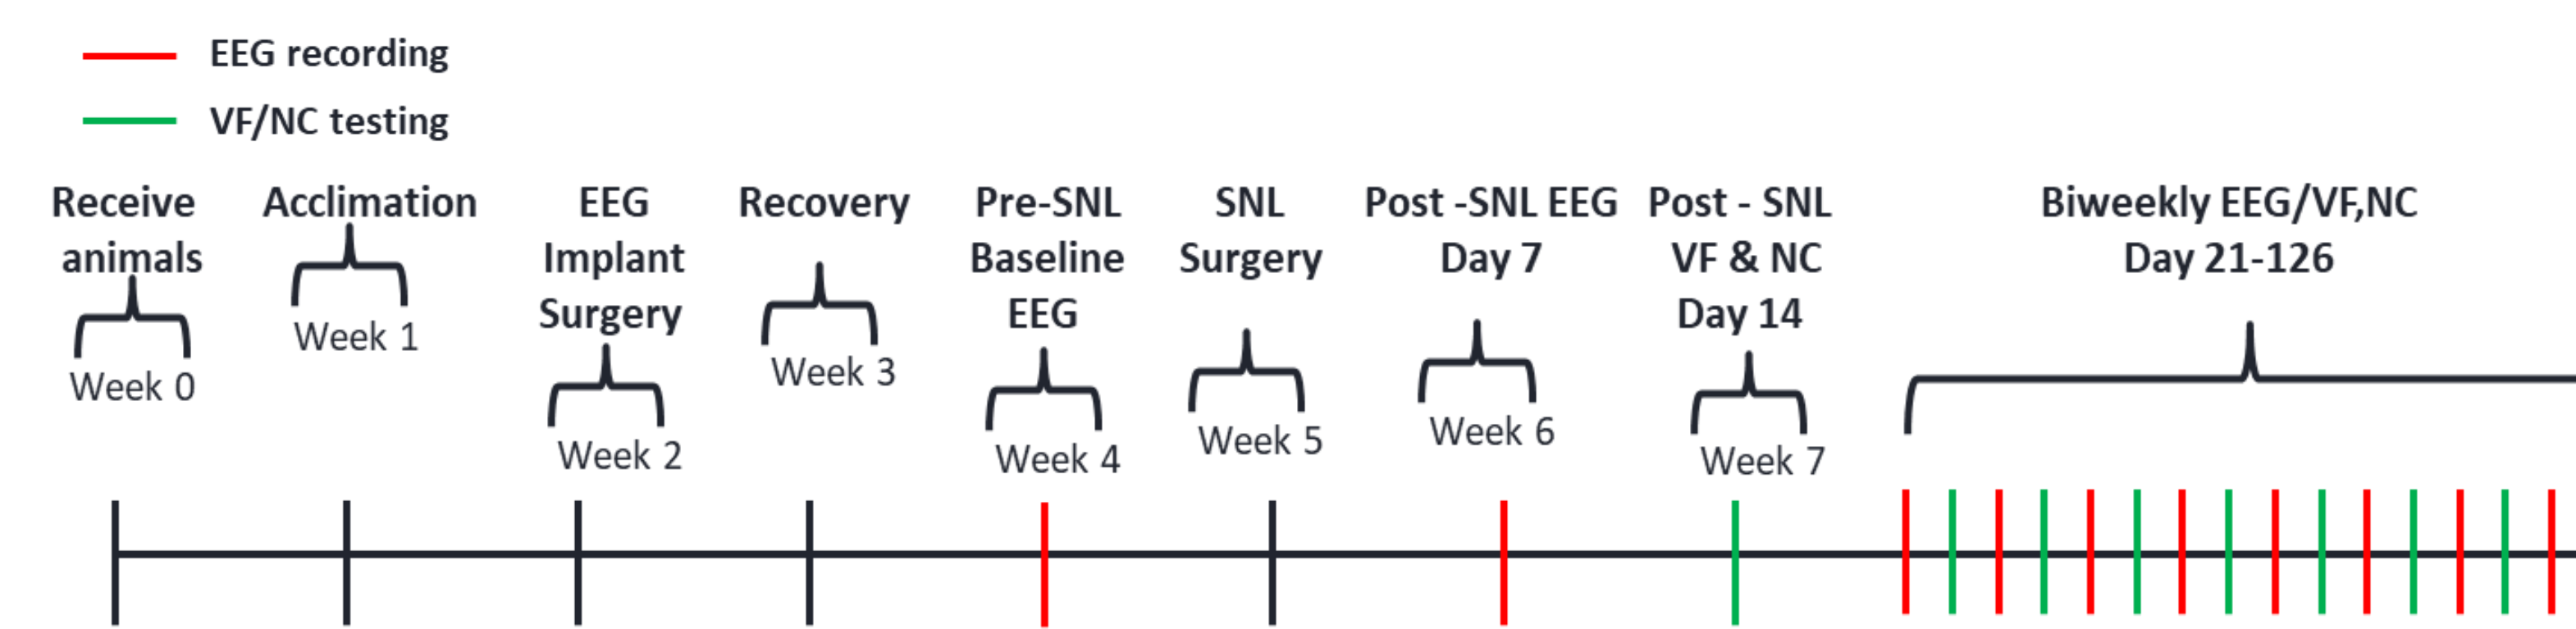 EEG recording
VF/NC testing
Receive
animals
Week 0
Acclimation
Week 1
EEG
Implant
Surgery
Week 2
Recovery
Week 3
Pre-SNL
Baseline
EEG
Week 4
SNL
Surgery
Week 5
Post -SNL EEG
Day 7
Week 6
Post - SNL
VF & NC
Day 14
Week 7
Biweekly EEG/VF,NC
Day 21-126